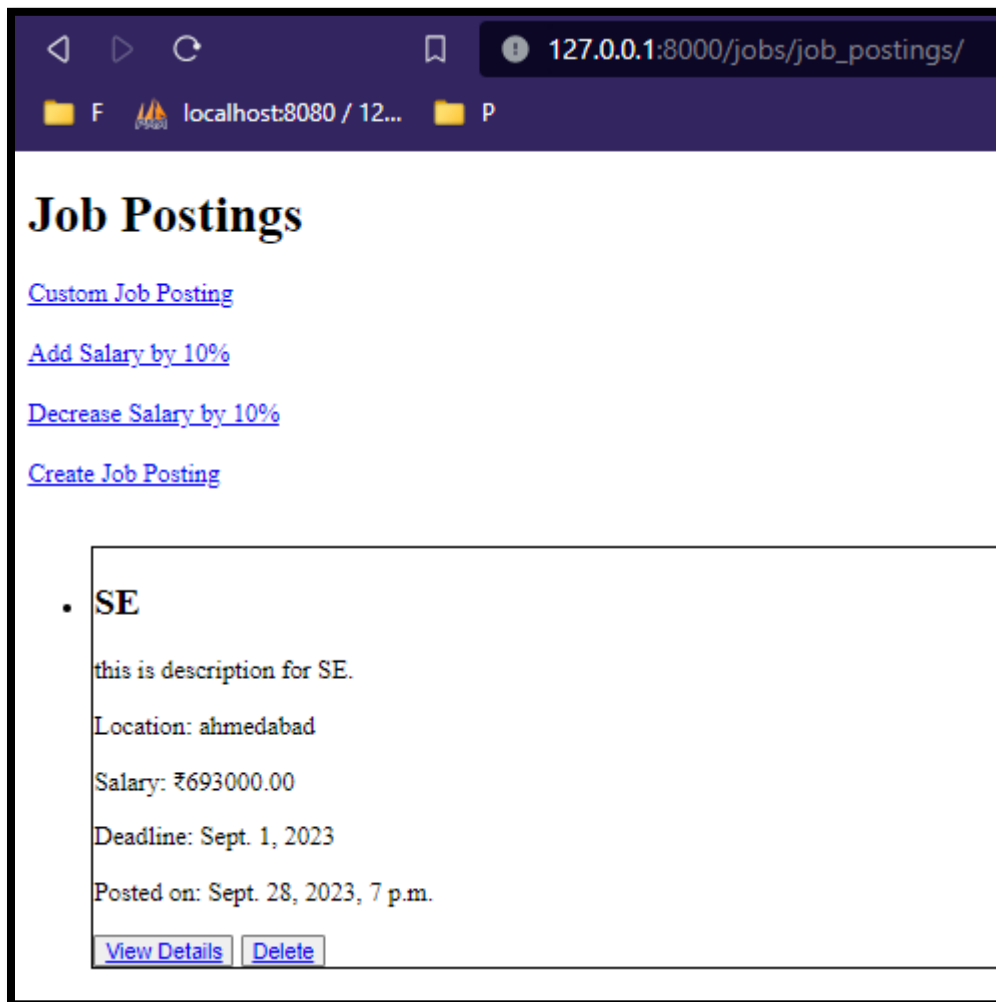 127.0.0.1:8000/jobs/job_postings/
F localhost:8080 / 12... P
Job Postings
Custom Job Posting
Add Salary by 10%
Decrease Salary by 10%
Create Job Posting
SE
this is description for SE.
Location: ahmedabad
Salary: ₹693000.00
Deadline: Sept. 1, 2023
Posted on: Sept. 28, 2023, 7 p.m.
View Details Delete